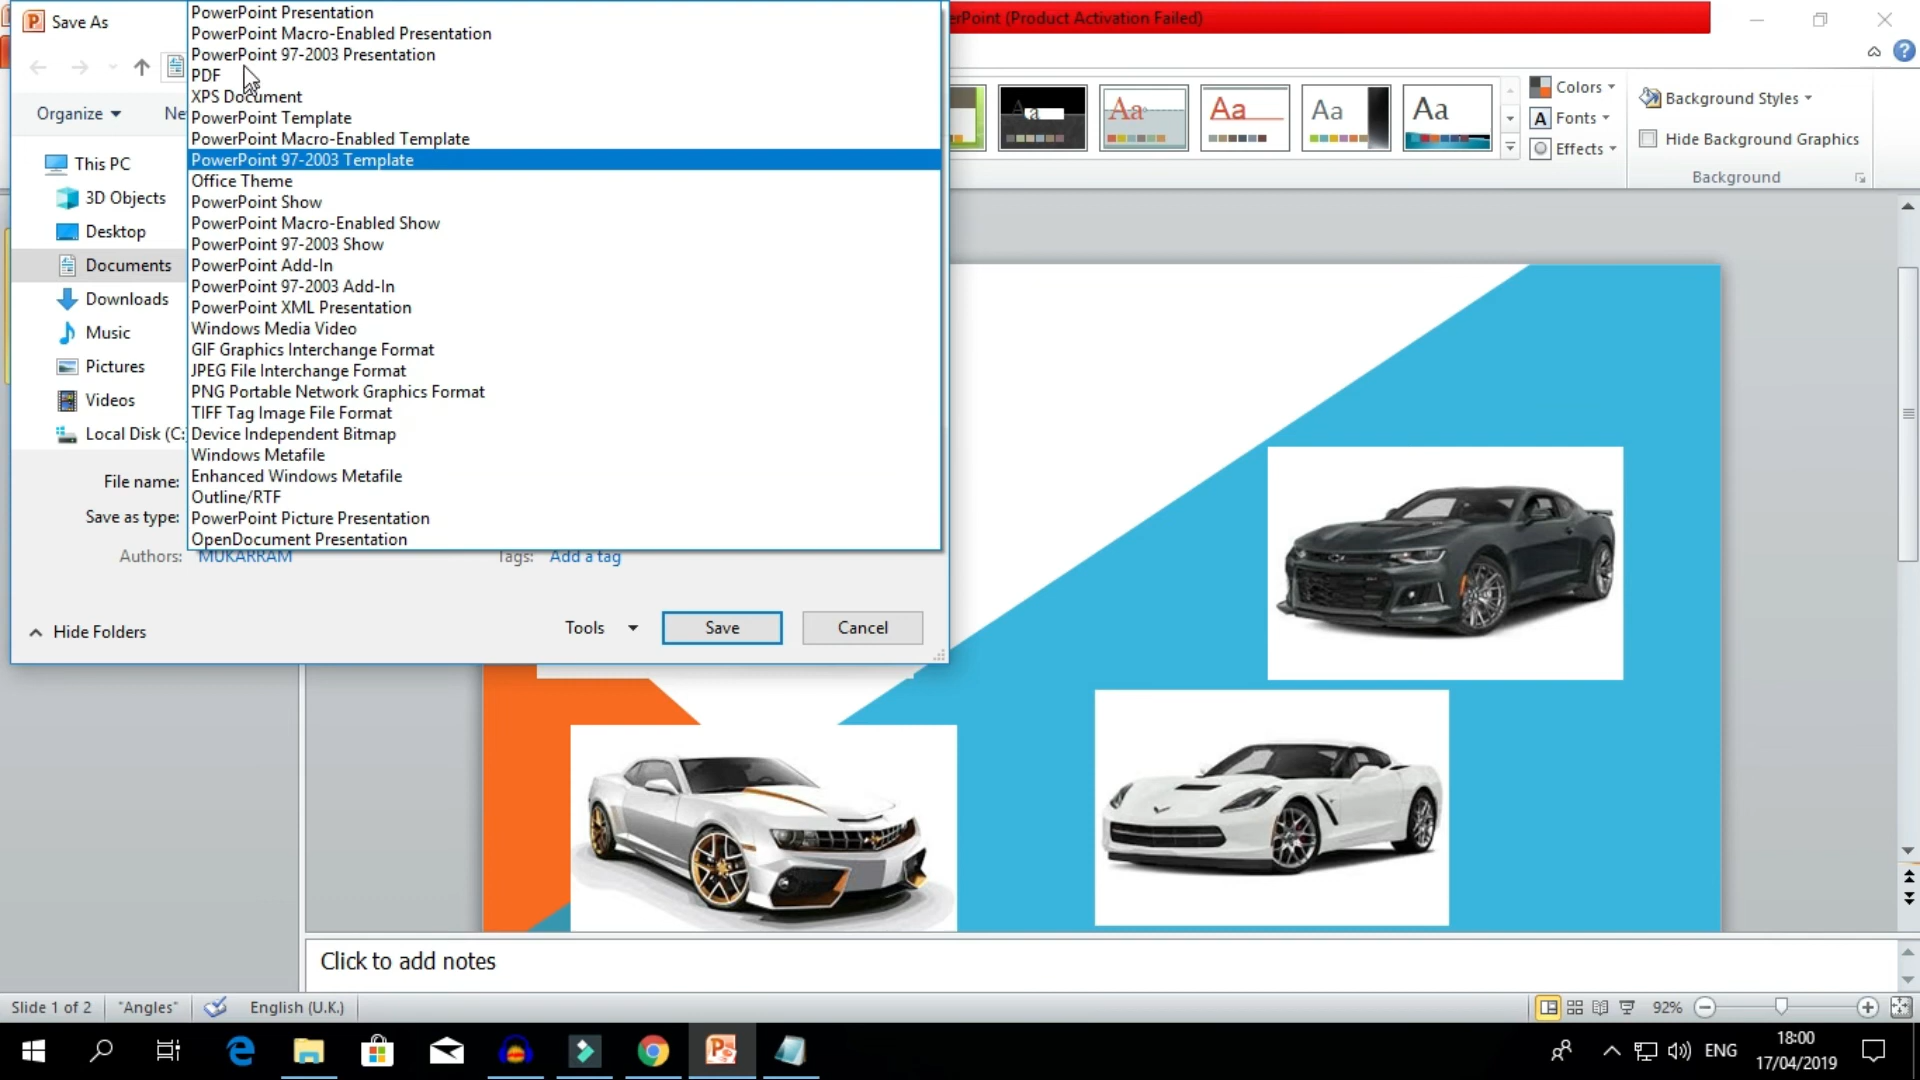 Save As
Organize
Ne
This PC
3D Objects
Desktop
Documents
Downloads
Music
Pictures
Videos
Local Disk (C:
File name:
Save as type:
PowerPoint Presentation
PowerPoint Macro-Enabled Presentation
PowerPoint 97-2003 Presentation
PDF
XPS Document
PowerPoint Template
PowerPoint Macro-Enabled Template
PowerPoint 97-2003 Template
Office Theme
PowerPoint Show
PowerPoint Macro-Enabled Show
PowerPoint 97-2003 Show
PowerPoint Add-In
PowerPoint 97-2003 Add-In
PowerPoint XML Presentation
Windows Media Video
GIF Graphics Interchange Format
JPEG File Interchange Format
PNG Portable Network Graphics Format
TIFF Tag Image File Format
Device Independent Bitmap
Windows Metafile
Enhanced Windows Metafile
Outline/RTF
PowerPoint Picture Presentation
OpenDocument Presentation
Authors: MUKARRAM Tags: Add a tag
Hide Folders Tools Save Cancel
erPoint (Product Activation Failed)
Aa Aa Aa Aa Aa
Colors
Fonts
Effects
Background Styles
Hide Background Graphics
Background
Click to add notes
Slide 1 of 2 "Angles" English (U.K.) 92%
ENG
18:00
17/04/2019